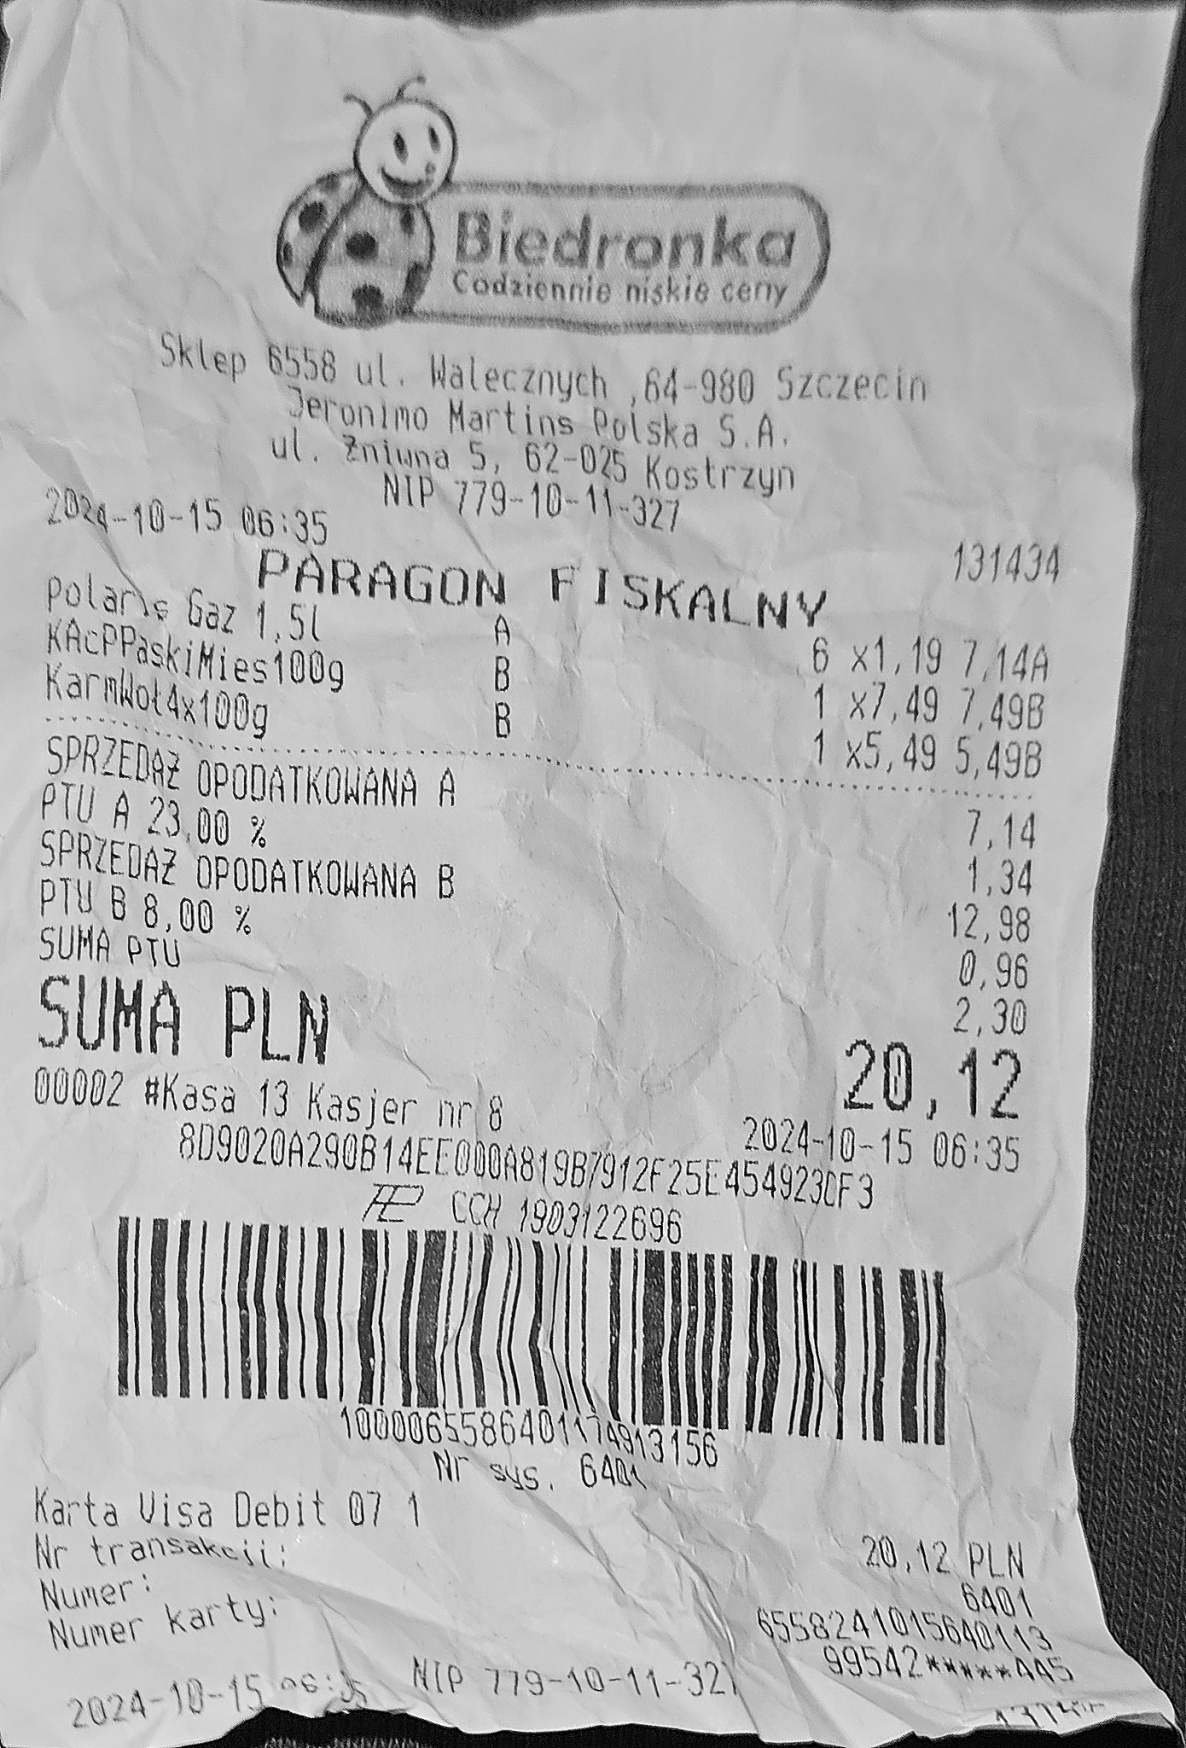 Biedronka
Codziennie niskie ceny
Sklep 6558 ul. Walecznych ,64-980 Szczecin
Jeronimo Martins Polska S.A.
ul. Żniwna 5, 62-025 Kostrzyn
NIP 779-10-11-327
2024-10-15 06:35 131434
PARAGON FISKALNY
Polaris Gaz 1,5l A 6 x1,19 7,14A
KAcPPaskiMies100g B 1 x7,49 7,49B
KarmWoł4x100g B 1 x5,49 5,49B
SPRZEDAŻ OPODATKOWANA A 7,14
PTU A 23,00 % 1,34
SPRZEDAŻ OPODATKOWANA B 12,98
PTU B 8,00 % 0,96
SUMA PTU 2,30
SUMA PLN 20,12
00002 #Kasa 13 Kasjer nr 8 2024-10-15 06:35
8D9020A290B14EE000A819B7912F25E454923CF3
CCH 1903122696
1000065586401174913156
Nr sys. 6401
Karta Visa Debit 07 1 20,12 PLN
Nr transakcji: 6401
Numer: 6558241015640113
Numer karty: 99542*****445
NIP 779-10-11-327
2024-10-15